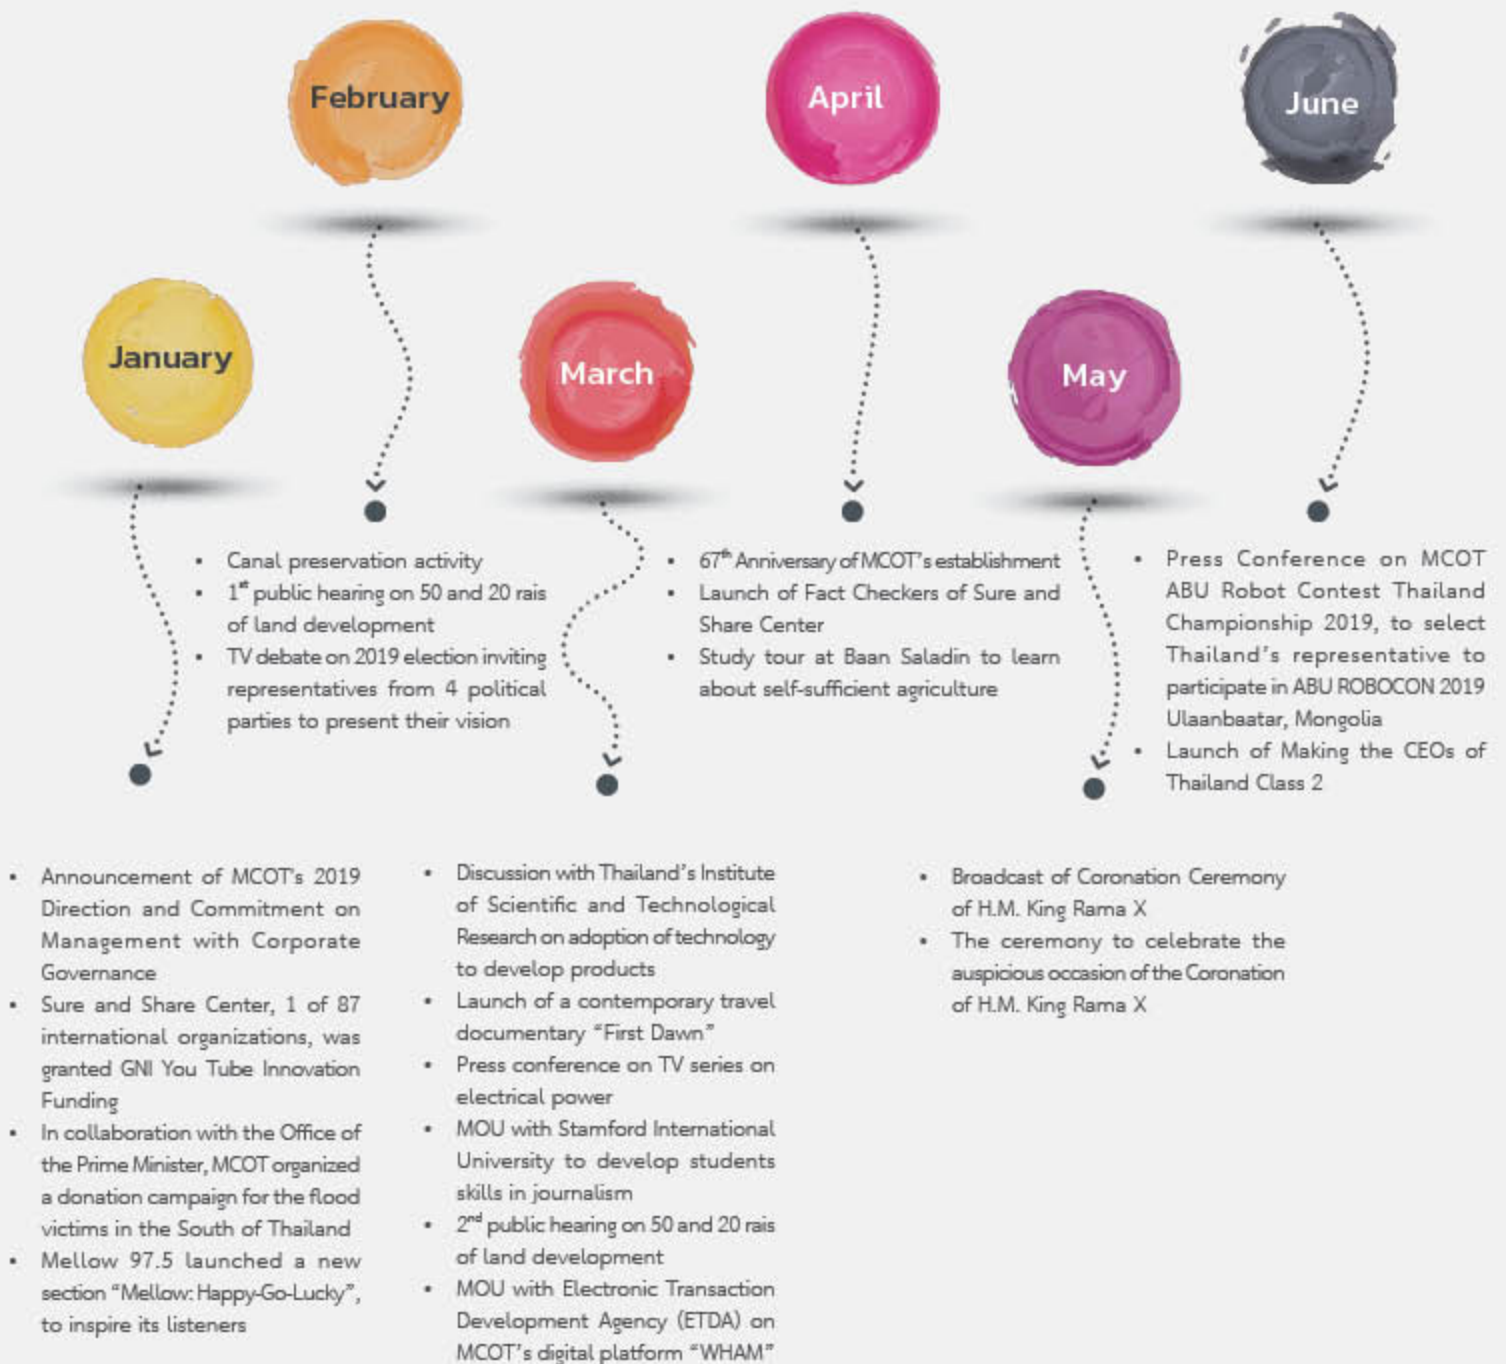 January
Announcement of MCOT's 2019
Direction and Commitment on
Management with Corporate
Governance
Sure and Share Center, 1 of 87
international organizations, was
granted GNI You Tube Innovation
Funding
In collaboration with the Office of
the Prime Minister, MCOT organized
a donation campaign for the flood
victims in the South of Thailand
Mellow 97.5 launched a new
section “Mellow: Happy-Go-Lucky”,
to inspire its listeners
February
Canal preservation activity
1st public hearing on 50 and 20 rais
of land development
TV debate on 2019 election inviting
representatives from 4 political
parties to present their vision
March
Discussion with Thailand’s Institute
of Scientific and Technological
Research on adoption of technology
to develop products
Launch of a contemporary travel
documentary “First Dawn”
Press conference on TV series on
electrical power
MOU with Stamford International
University to develop students
skills in journalism
2nd public hearing on 50 and 20 rais
of land development
MOU with Electronic Transaction
Development Agency (ETDA) on
MCOT’s digital platform “WHAM”
April
67th Anniversary of MCOT’s establishment
Launch of Fact Checkers of Sure and
Share Center
Study tour at Baan Saladin to learn
about self-sufficient agriculture
May
Broadcast of Coronation Ceremony
of H.M. King Rama X
The ceremony to celebrate the
auspicious occasion of the Coronation
of H.M. King Rama X
June
Press Conference on MCOT
ABU Robot Contest Thailand
Championship 2019, to select
Thailand’s representative to
participate in ABU ROBOCON 2019
Ulaanbaatar, Mongolia
Launch of Making the CEOs of
Thailand Class 2